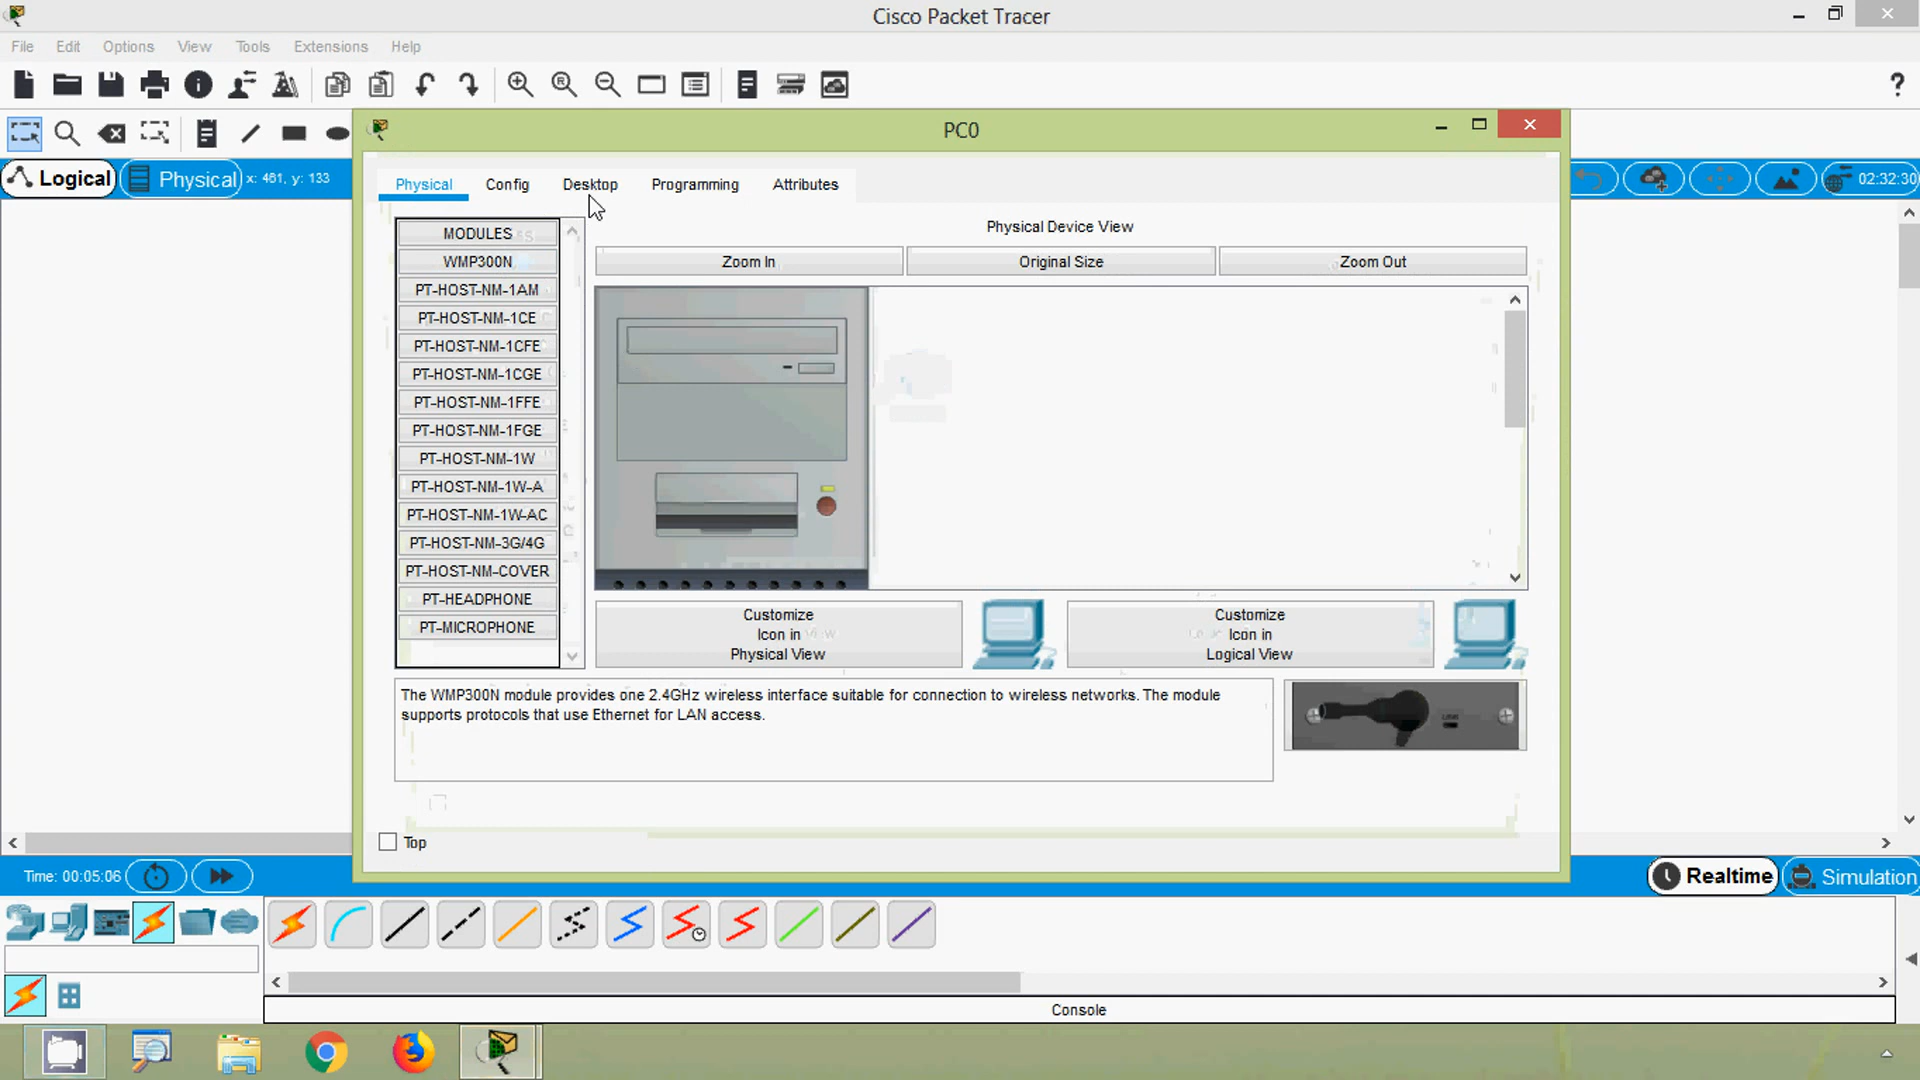 Cisco Packet Tracer
File Edit Options View Tools Extensions Help
PC0
Logical Physical x: 461, y: 133 02:32:30
Physical Config Desktop Programming Attributes
MODULES
WMP300N
PT-HOST-NM-1AM
PT-HOST-NM-1CE
PT-HOST-NM-1CFE
PT-HOST-NM-1CGE
PT-HOST-NM-1FFE
PT-HOST-NM-1FGE
PT-HOST-NM-1W
PT-HOST-NM-1W-A
PT-HOST-NM-1W-AC
PT-HOST-NM-3G/4G
PT-HOST-NM-COVER
PT-HEADPHONE
PT-MICROPHONE
Physical Device View
Zoom In Original Size Zoom Out
Customize
Icon in
Physical View
Customize
Icon in
Logical View
The WMP300N module provides one 2.4GHz wireless interface suitable for connection to wireless networks. The module
supports protocols that use Ethernet for LAN access.
Top
Time: 00:05:06 Realtime Simulation
Console